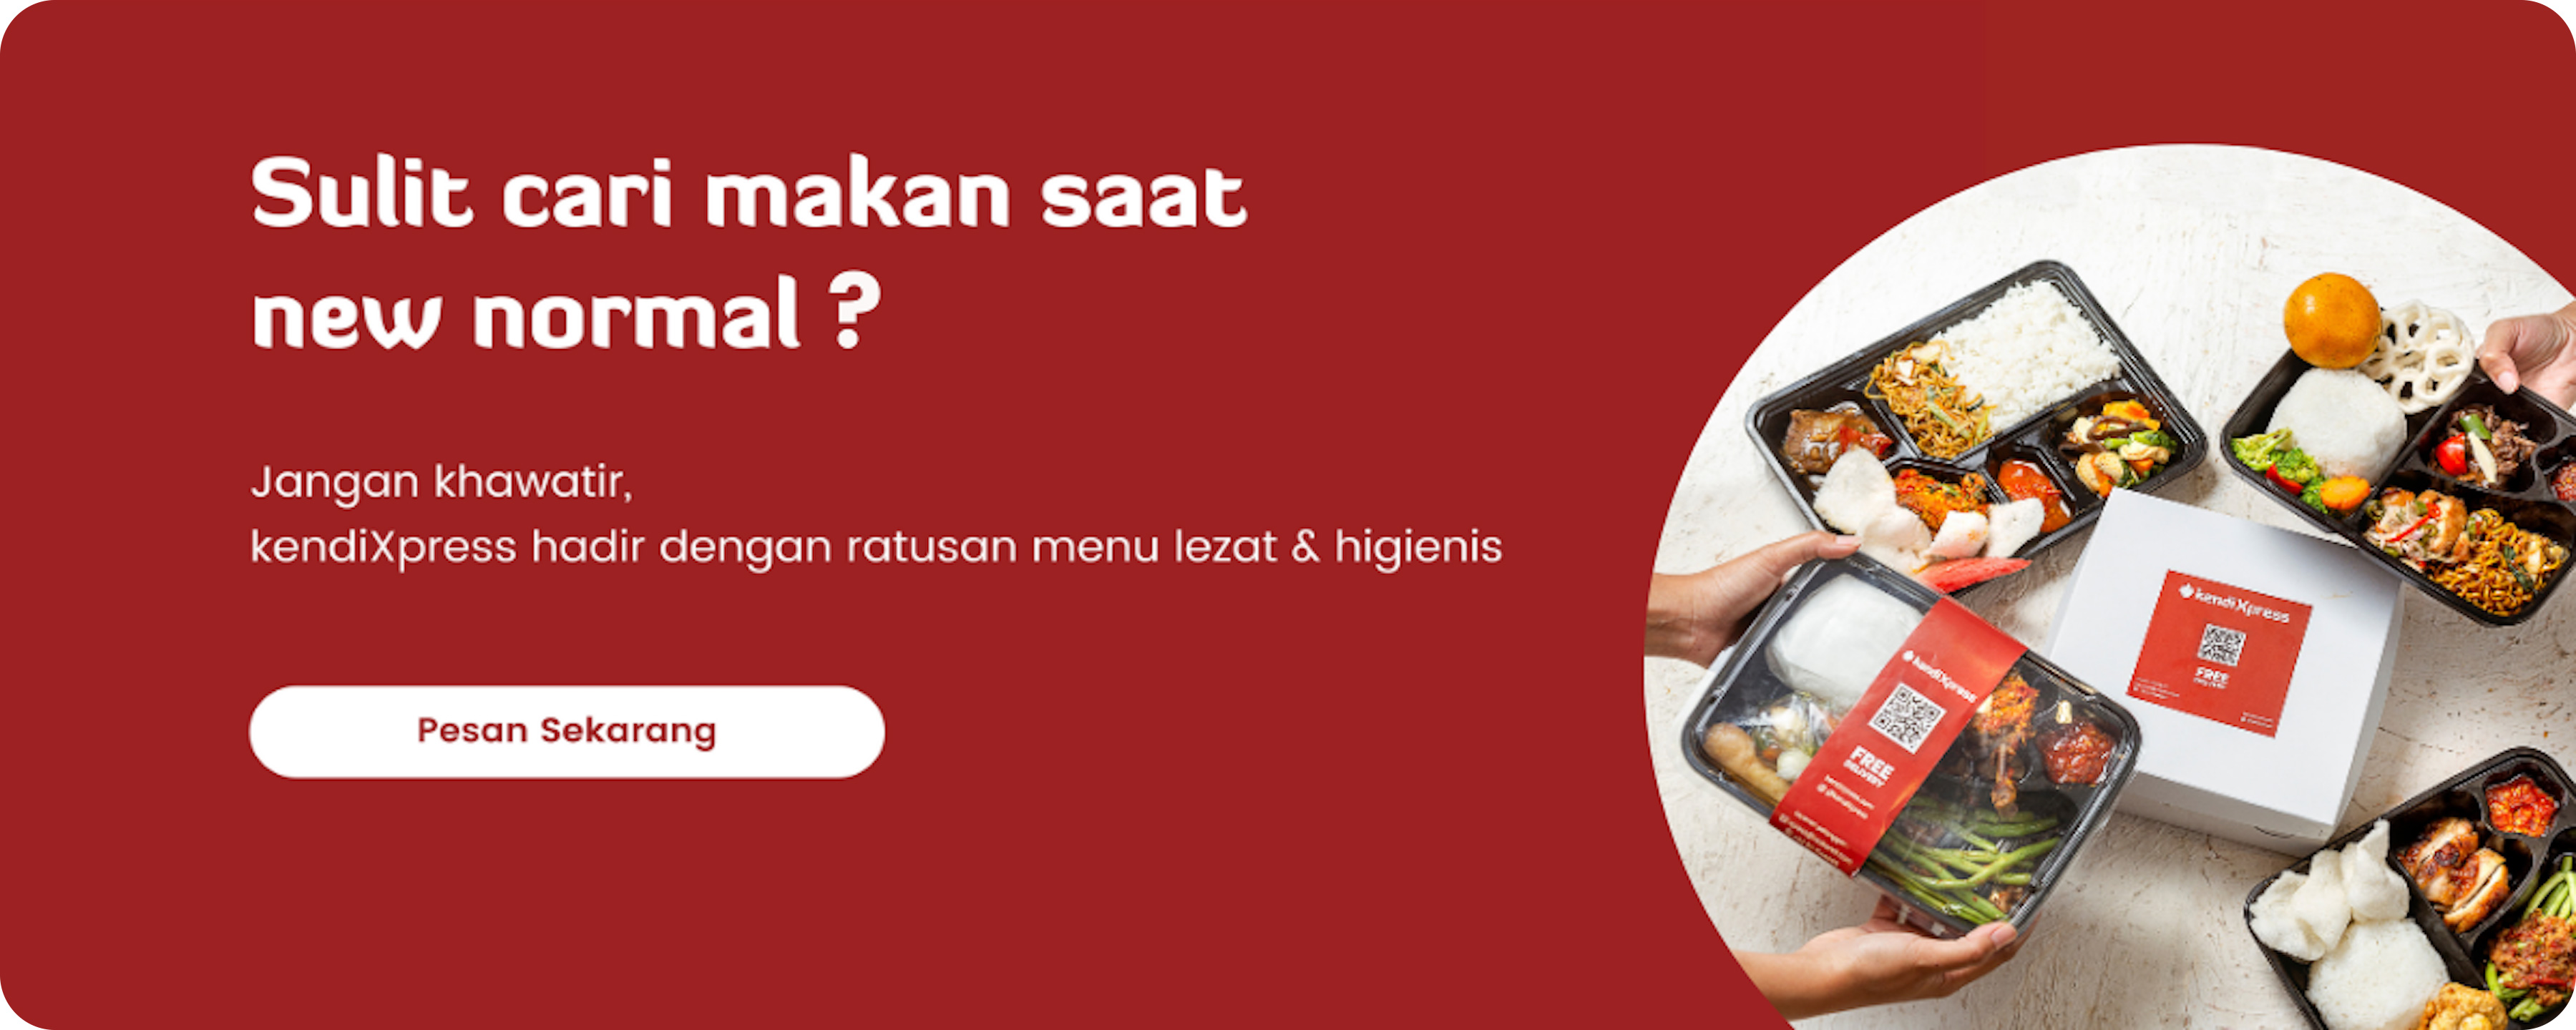 Sulit cari makan saat
new normal ?
Jangan khawatir,
kendiXpress hadir dengan ratusan menu lezat & higienis
Pesan Sekarang
kendiXpress
FREE
DELIVERY
kendiXpress
FREE